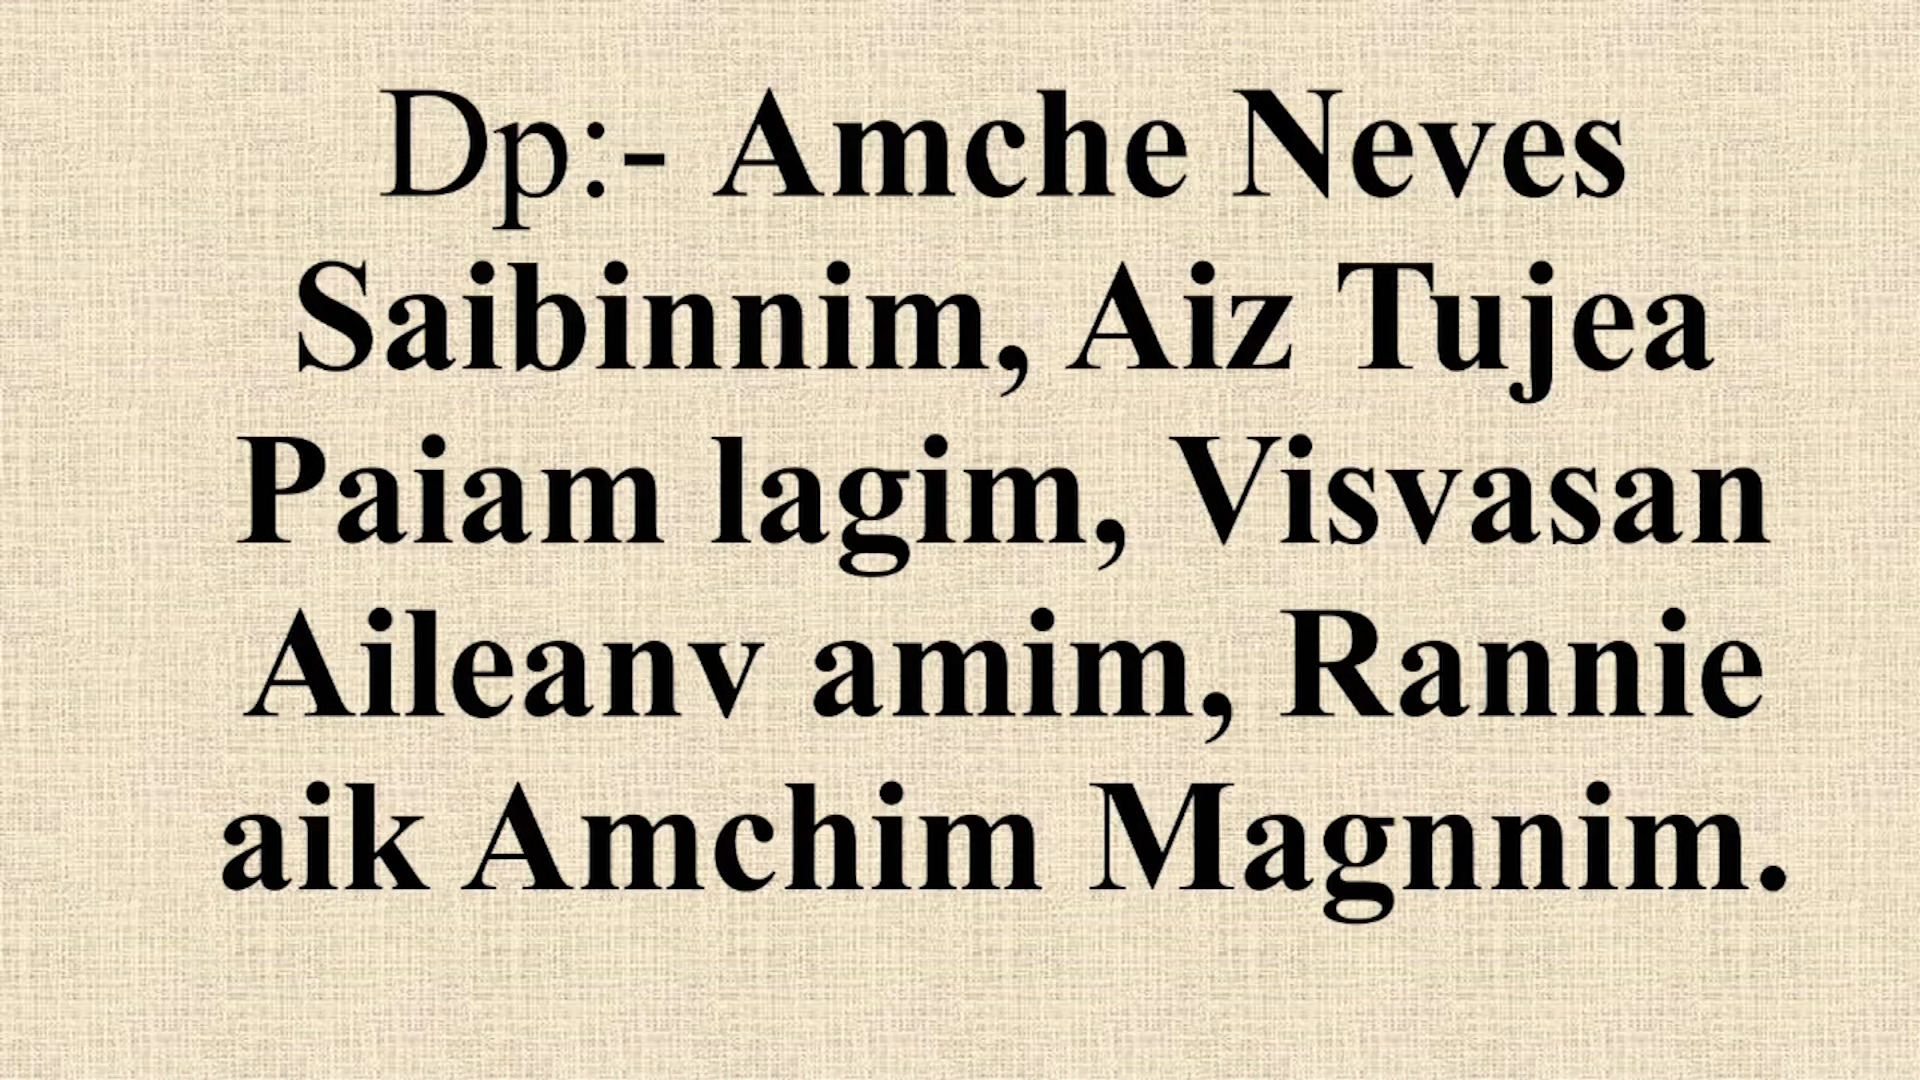 Dp:- Amche Neves
Saibinnim, Aiz Tujea
Paiam lagim, Visvasan
Aileanv amim, Rannie
aik Amchim Magnnim.